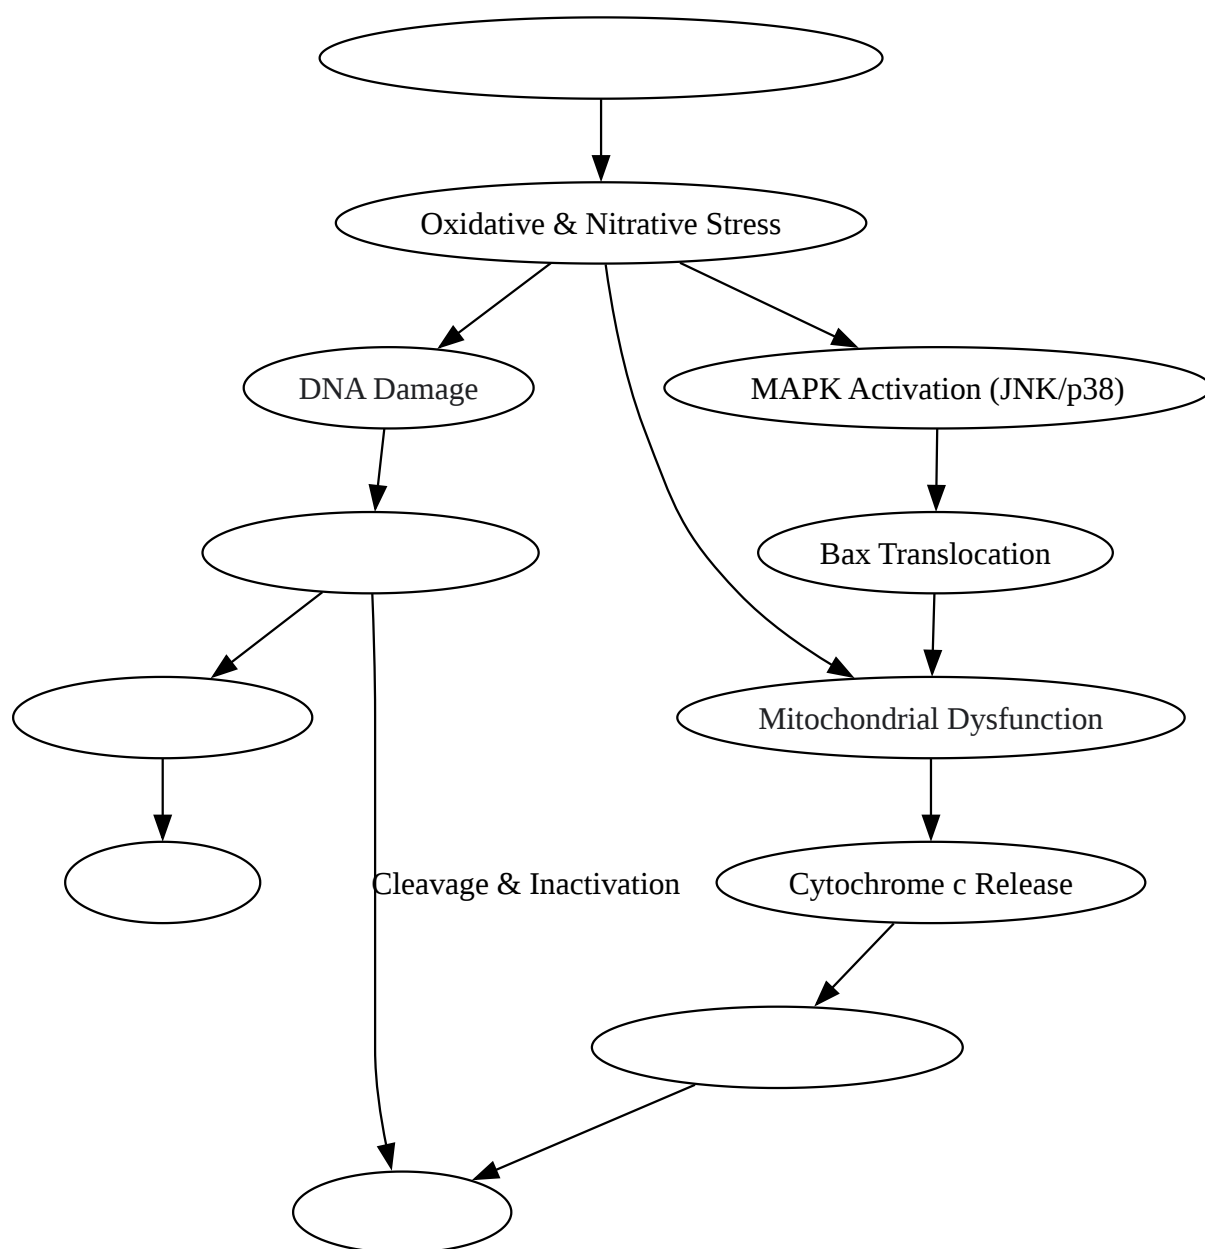 Oxidative & Nitrative Stress
DNA Damage
MAPK Activation (JNK/p38)
Bax Translocation
Mitochondrial Dysfunction
Cleavage & Inactivation
Cytochrome c Release